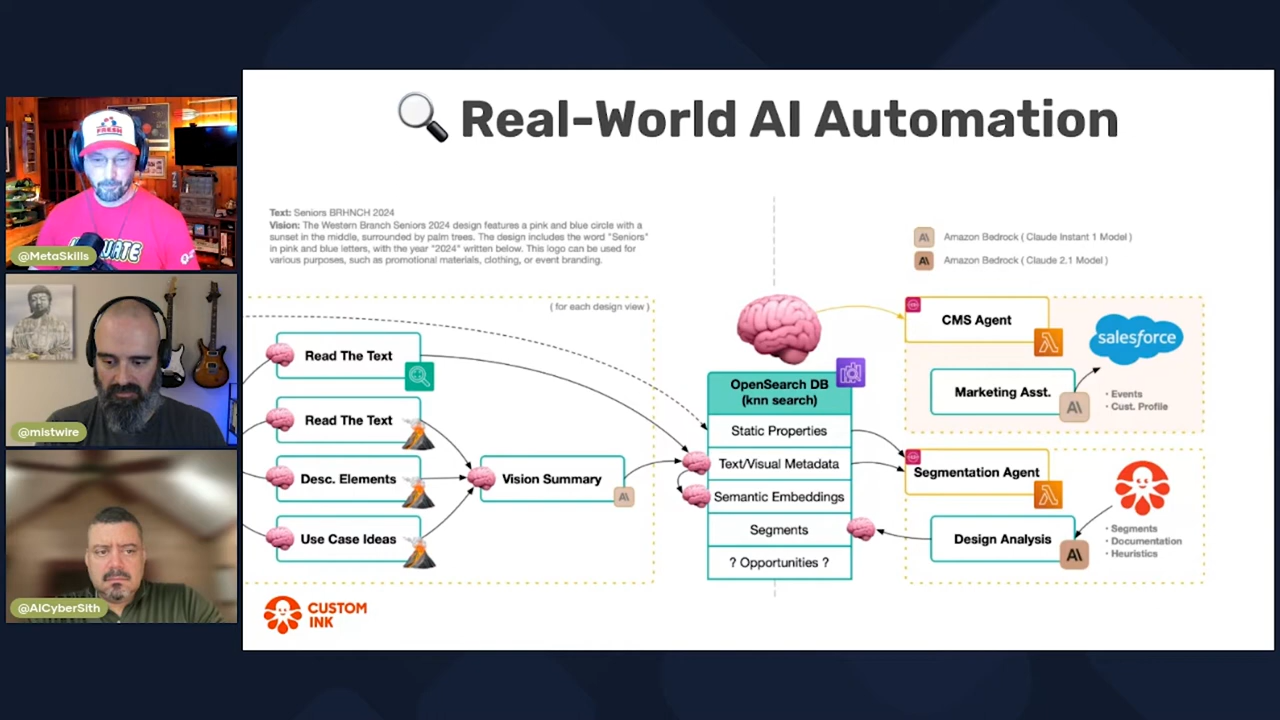 🔍 Real-World AI Automation
Text: Seniors BRHNCH 2024
Vision: The Western Branch Seniors 2024 design features a pink and blue circle with a
sunset in the middle, surrounded by palm trees. The design includes the word "Seniors"
in pink and blue letters, with the year "2024" written below. This logo can be used for
various purposes, such as promotional materials, clothing, or event branding.
Amazon Bedrock ( Claude Instant 1 Model )
Amazon Bedrock ( Claude 2.1 Model )
( for each design view )
Read The Text
Read The Text
Desc. Elements
Use Case Ideas
Vision Summary
OpenSearch DB
(knn search)
Static Properties
Text/Visual Metadata
Semantic Embeddings
Segments
? Opportunities ?
CMS Agent
salesforce
Marketing Asst.
• Events
• Cust. Profile
Segmentation Agent
Design Analysis
• Segments
• Documentation
• Heuristics
CUSTOM
INK
FRESH
@MetaSkills
@mistwire
@AICyberSith